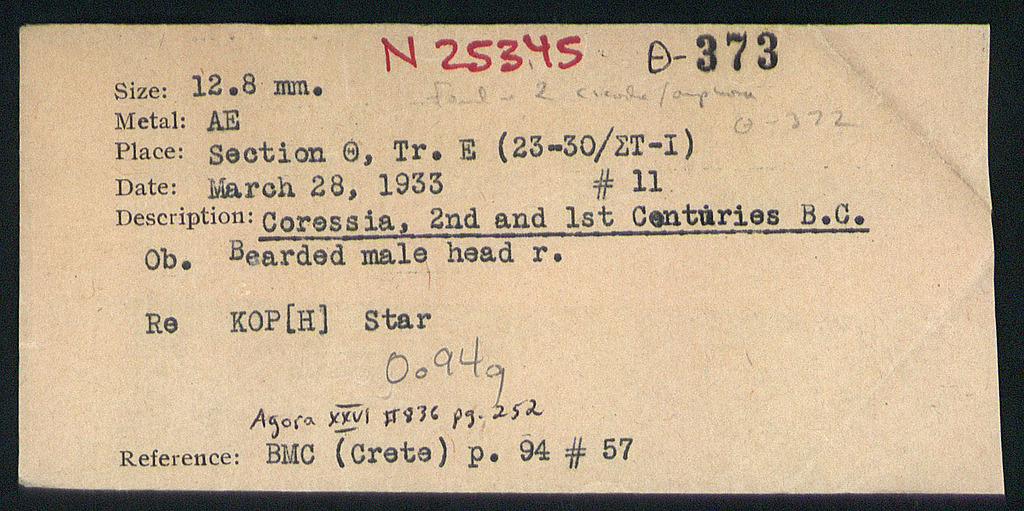 N 25345 Θ-373
Size: 12.8 mm.
2
Metal: AE
Θ-372
Place: Section Θ, Tr. E (23-30/ΣΤ-Ι)
Date: March 28, 1933 # 11
Description: Coressia, 2nd and 1st Centuries B.C.
Ob. Bearded male head r.
Re KOP[H] Star
0.94g
Agora XXVI #836 pg. 252
Reference: BMC (Crete) p. 94 # 57